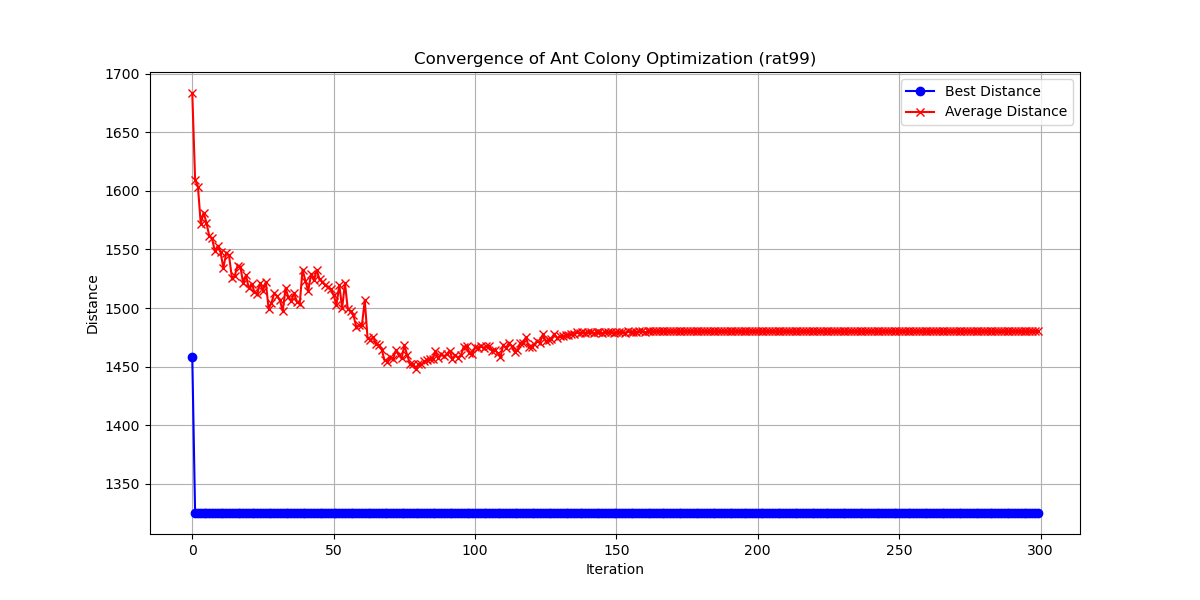 Convergence of Ant Colony Optimization (rat99)
Best Distance
Average Distance
1700
1650
1600
1550
1500
1450
1400
1350
Distance
0 50 100 150 200 250 300
Iteration